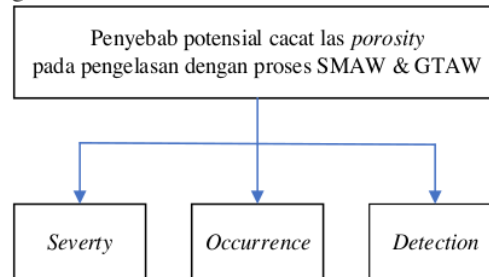 Penyebab potensial cacat las porosity
pada pengelasan dengan proses SMAW & GTAW
Severty
Occurrence
Detection